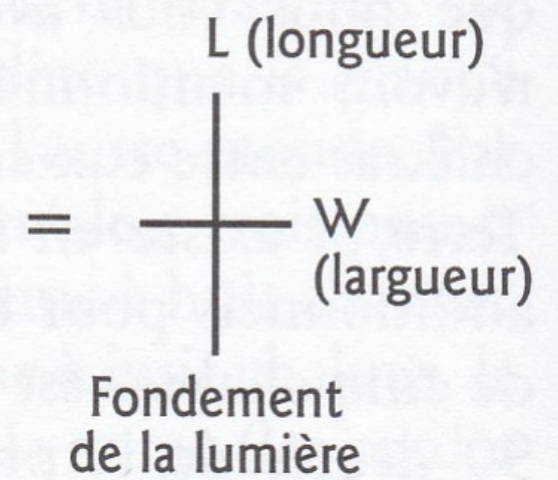 L (longueur)
= W
(largueur)
Fondement
de la lumière